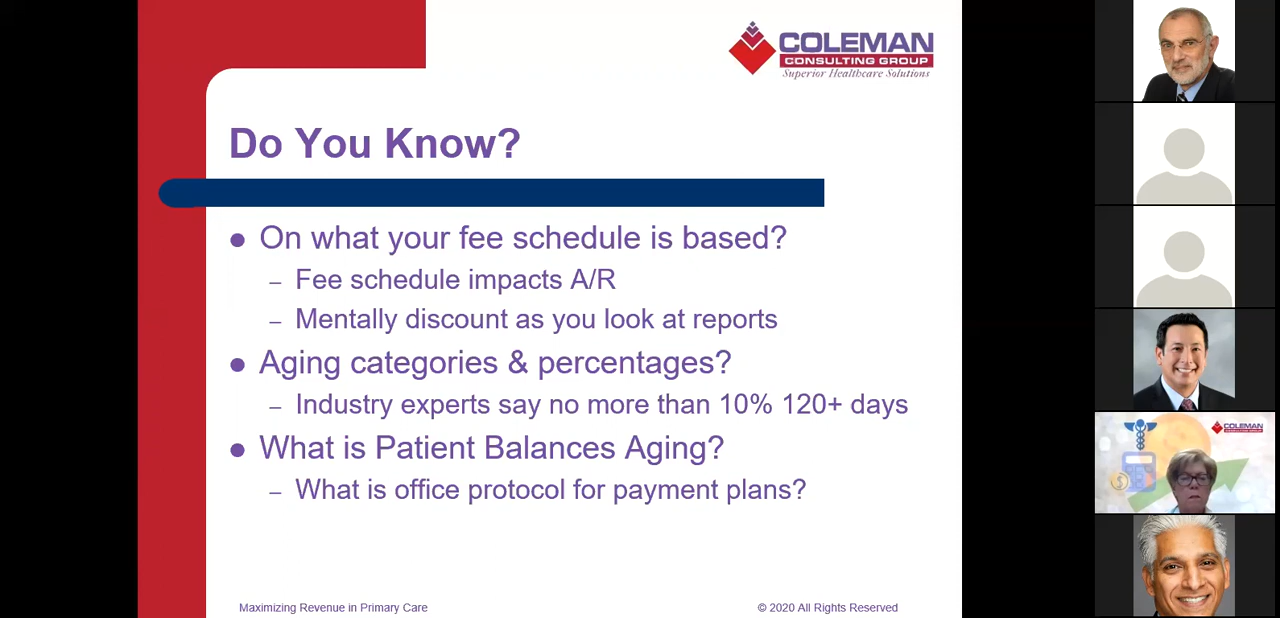 COLEMAN
CONSULTING GROUP
Superior Healthcare Solutions
Do You Know?
● On what your fee schedule is based?
– Fee schedule impacts A/R
– Mentally discount as you look at reports
● Aging categories & percentages?
– Industry experts say no more than 10% 120+ days
● What is Patient Balances Aging?
– What is office protocol for payment plans?
Maximizing Revenue in Primary Care
© 2020 All Rights Reserved
COLEMAN
CONSULTING GROUP
$